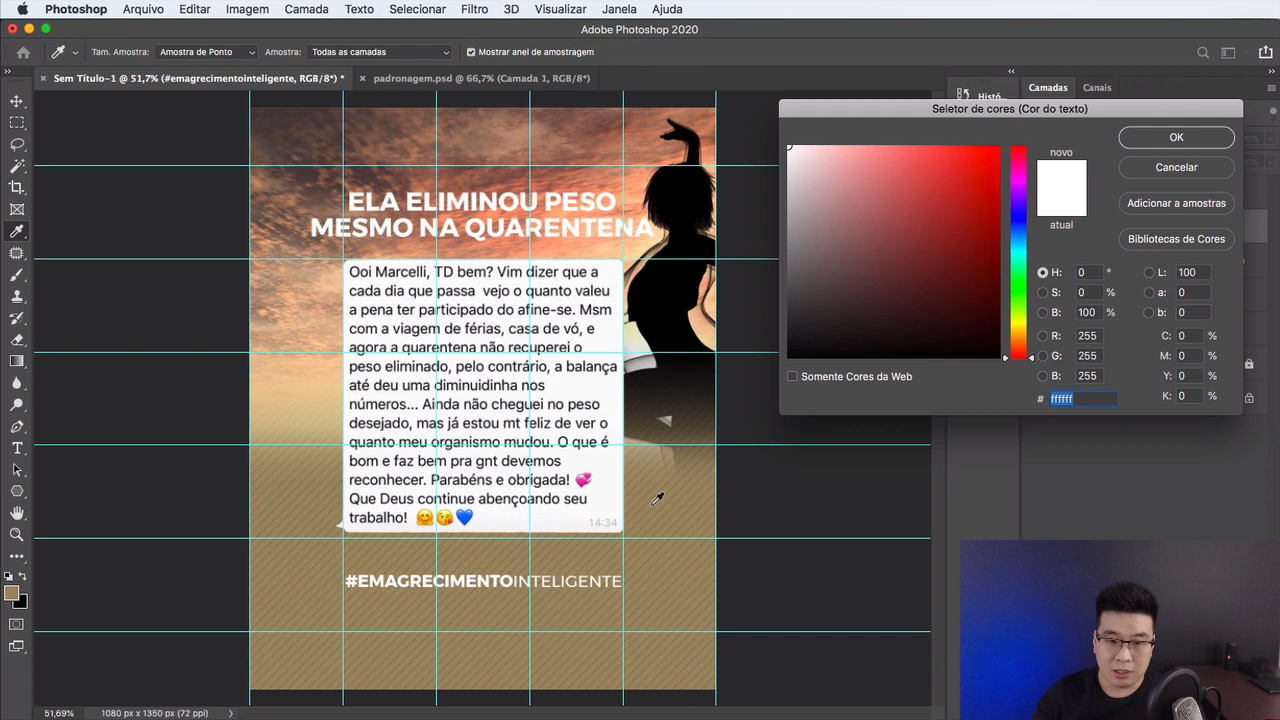 Photoshop Arquivo Editar Imagem Camada Texto Selecionar Filtro 3D Visualizar Janela Ajuda
Adobe Photoshop 2020
Tam. Amostra: Amostra de Ponto Amostra: Todas as camadas Mostrar anel de amostragem
Sem Título-1 @ 51,7% (#emagrecimentointeligente, RGB/8*) *
padronagem.psd @ 66,7% (Camada 1, RGB/8*)
Histó...
Camadas Canais
Seletor de cores (Cor do texto)
novo
atual
OK
Cancelar
Adicionar a amostras
Bibliotecas de Cores
H: 0 ° L: 100
S: 0 % a: 0
B: 100 % b: 0
R: 255 C: 0 %
G: 255 M: 0 %
B: 255 Y: 0 %
# ffffff K: 0 %
Somente Cores da Web
ELA ELIMINOU PESO
MESMO NA QUARENTENA
Ooi Marcelli, TD bem? Vim dizer que a
cada dia que passa vejo o quanto valeu
a pena ter participado do afine-se. Msm
com a viagem de férias, casa de vó, e
agora a quarentena não recuperei o
peso eliminado, pelo contrário, a balança
até deu uma diminuidinha nos
números... Ainda não cheguei no peso
desejado, mas já estou mt feliz de ver o
quanto meu organismo mudou. O que é
bom e faz bem pra gnt devemos
reconhecer. Parabéns e obrigada! 💞
Que Deus continue abençoando seu
trabalho! 🤗😘💙
14:34
#EMAGRECIMENTOINTELIGENTE
51,69% 1080 px x 1350 px (72 ppi)